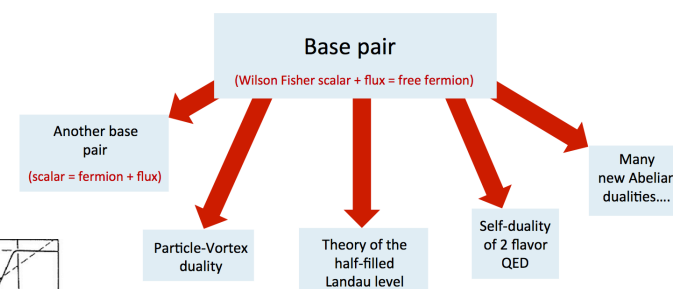 Base pair
(Wilson Fisher scalar + flux = free fermion)
Another base
pair
(scalar = fermion + flux)
Particle-Vortex
duality
Theory of the
half-filled
Landau level
Self-duality
of 2 flavor
QED
Many
new Abelian
dualities....